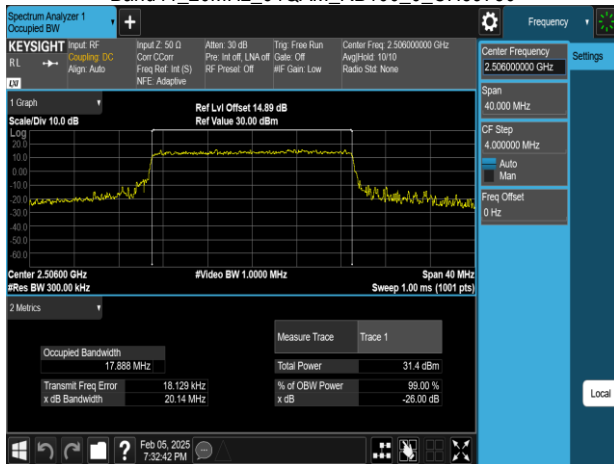 Spectrum Analyzer 1
Occupied BW
Frequency
KEYSIGHT
RL
LXI
Input: RF
Coupling: DC
Align: Auto
Input Z: 50 Ω
Corr CCorr
Freq Ref: Int (S)
NFE: Adaptive
Atten: 30 dB
Pre: Int off, LNA off
RF Preset: Off
Trig: Free Run
Gate: Off
#IF Gain: Low
Center Freq: 2.506000000 GHz
Avg|Hold: 10/10
Radio Std: None
Center Frequency
2.506000000 GHz
Settings
Span
40.000 MHz
CF Step
4.000000 MHz
Auto
Man
Freq Offset
0 Hz
1 Graph
Scale/Div 10.0 dB
Ref Lvl Offset 14.89 dB
Ref Value 30.00 dBm
Log
20.0
10.0
0.00
-10.0
-20.0
-30.0
-40.0
-50.0
-60.0
Center 2.50600 GHz
#Video BW 1.0000 MHz
Span 40 MHz
#Res BW 300.00 kHz
Sweep 1.00 ms (1001 pts)
2 Metrics
Measure Trace Trace 1
Occupied Bandwidth
17.888 MHz
Total Power 31.4 dBm
Transmit Freq Error 18.129 kHz
% of OBW Power 99.00 %
x dB Bandwidth 20.14 MHz
x dB -26.00 dB
Local
Feb 05, 2025
7:32:42 PM